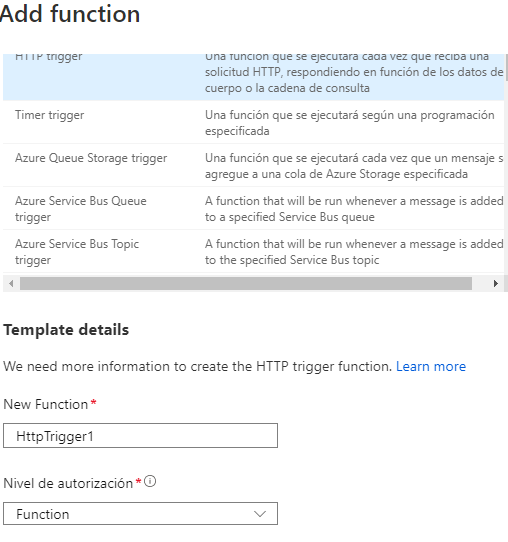 Add function
HTTP trigger
Una función que se ejecutará cada vez que reciba una
solicitud HTTP, respondiendo en función de los datos de
cuerpo o la cadena de consulta
Timer trigger
Una función que se ejecutará según una programación
especificada
Azure Queue Storage trigger
Una función que se ejecutará cada vez que un mensaje s
agregue a una cola de Azure Storage especificada
Azure Service Bus Queue
trigger
A function that will be run whenever a message is added
to a specified Service Bus queue
Azure Service Bus Topic
trigger
A function that will be run whenever a message is added
to the specified Service Bus topic
Template details
We need more information to create the HTTP trigger function. Learn more
New Function*
HttpTrigger1
Nivel de autorización*
Function